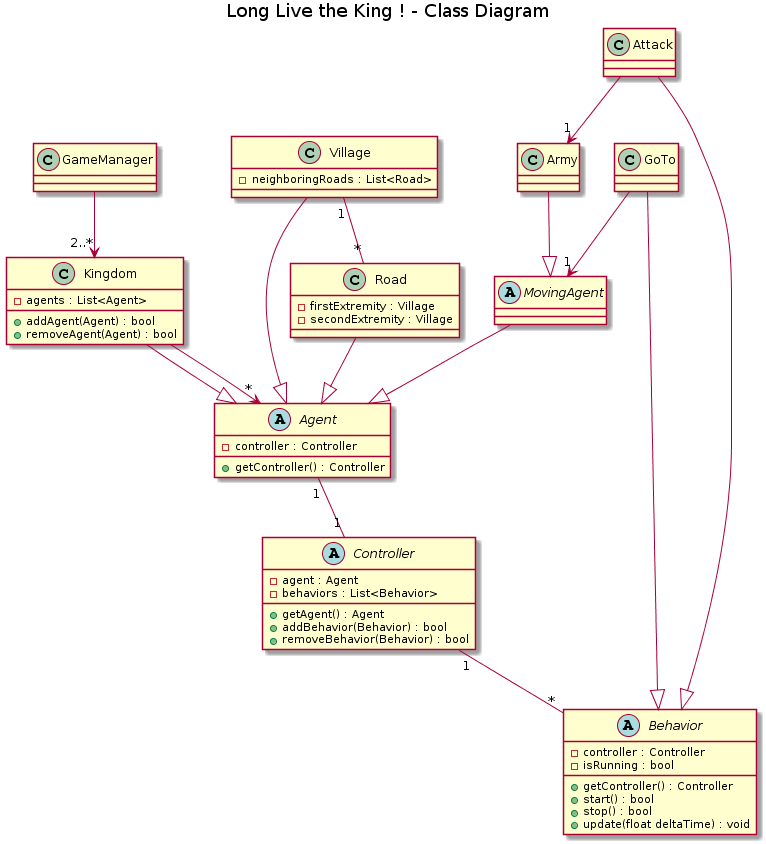 Long Live the King ! - Class Diagram
C Attack
1
C GameManager
C Village
neighboringRoads : List<Road>
C Army
C GoTo
2..*
1
*
1
C Kingdom
agents : List<Agent>
addAgent(Agent) : bool
removeAgent(Agent) : bool
C Road
firstExtremity : Village
secondExtremity : Village
A MovingAgent
*
A Agent
controller : Controller
getController() : Controller
1
1
A Controller
agent : Agent
behaviors : List<Behavior>
getAgent() : Agent
addBehavior(Behavior) : bool
removeBehavior(Behavior) : bool
1
*
A Behavior
controller : Controller
isRunning : bool
getController() : Controller
start() : bool
stop() : bool
update(float deltaTime) : void